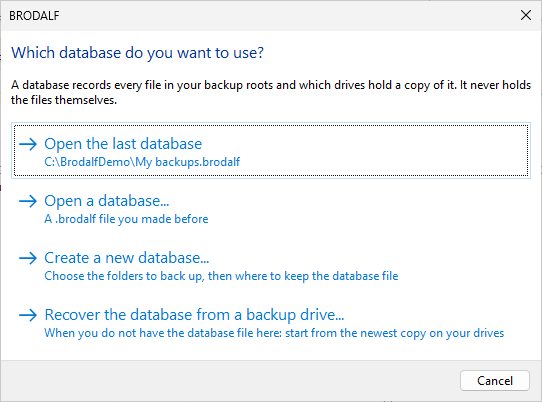 BRODALF
Which database do you want to use?
A database records every file in your backup roots and which drives hold a copy of it. It never holds
the files themselves.
Open the last database
C:\BrodalfDemo\My backups.brodalf
Open a database...
A .brodalf file you made before
Create a new database...
Choose the folders to back up, then where to keep the database file
Recover the database from a backup drive...
When you do not have the database file here: start from the newest copy on your drives
Cancel